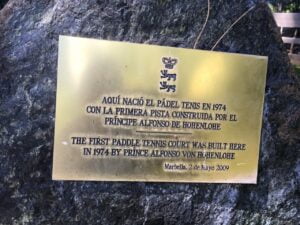 AQUÍ NACIÓ EL PÁDEL TENIS EN 1974
CON LA PRIMERA PISTA CONSTRUIDA POR EL
PRÍNCIPE ALFONSO DE HOHENLOHE
THE FIRST PADDLE TENNIS COURT WAS BUILT HERE
IN 1974 BY PRINCE ALFONSO VON HOHENLOHE
Marbella, 2 de mayo 2009